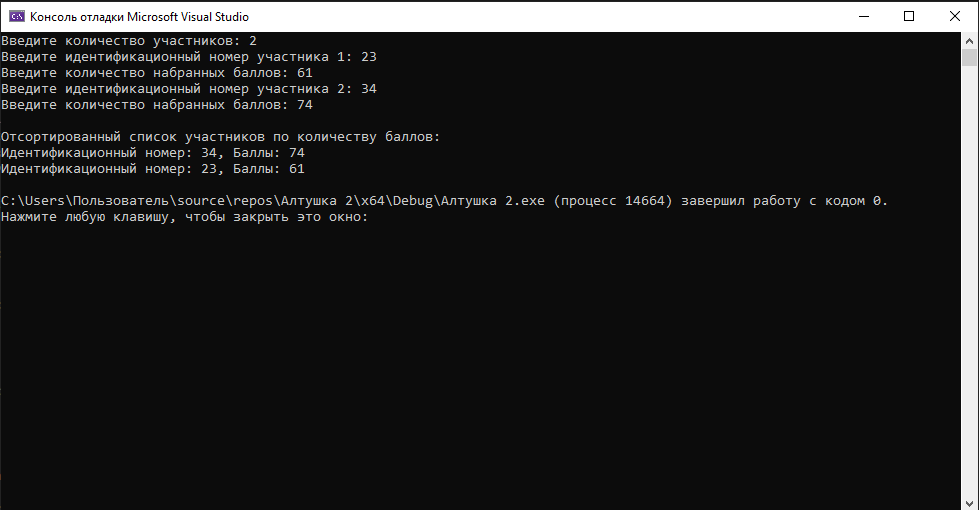 Консоль отладки Microsoft Visual Studio
Введите количество участников: 2
Введите идентификационный номер участника 1: 23
Введите количество набранных баллов: 61
Введите идентификационный номер участника 2: 34
Введите количество набранных баллов: 74
Отсортированный список участников по количеству баллов:
Идентификационный номер: 34, Баллы: 74
Идентификационный номер: 23, Баллы: 61
C:\Users\Пользователь\source\repos\Алтушка 2\x64\Debug\Алтушка 2.exe (процесс 14664) завершил работу с кодом 0.
Нажмите любую клавишу, чтобы закрыть это окно: